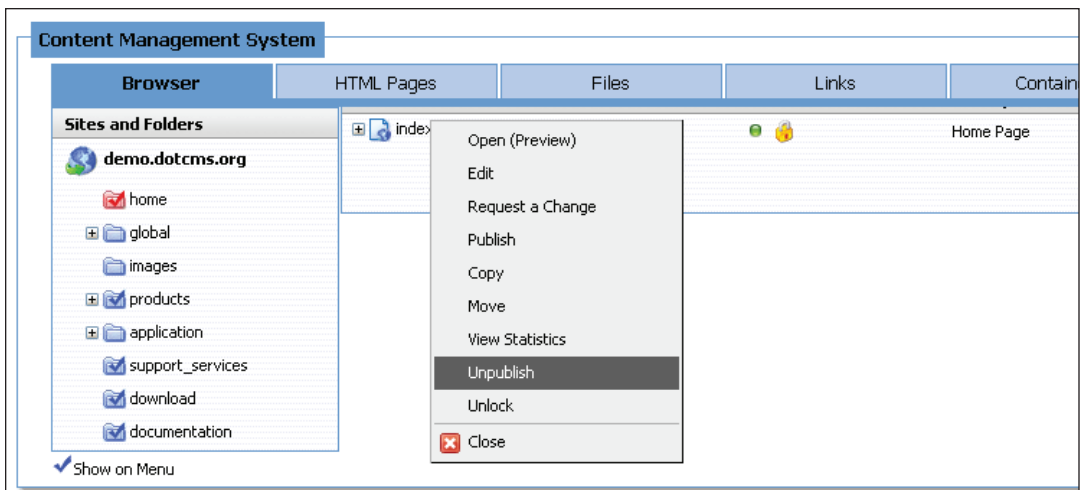 Content Management System
Browser HTML Pages Files Links Contain
Sites and Folders
demo.dotcms.org
home
global
images
products
application
support_services
download
documentation
Show on Menu
index
Home Page
Open (Preview)
Edit
Request a Change
Publish
Copy
Move
View Statistics
Unpublish
Unlock
Close